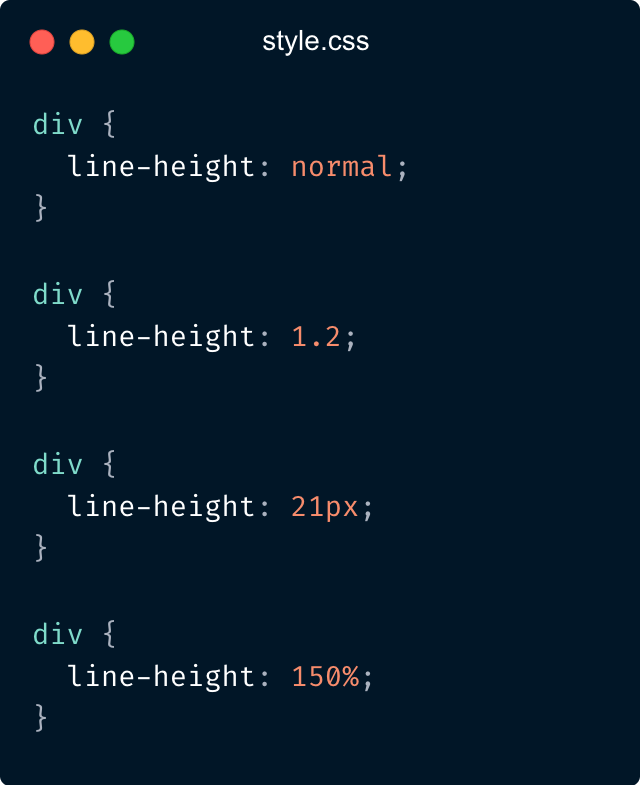 style.css
div {
  line-height: normal;
}
div {
  line-height: 1.2;
}
div {
  line-height: 21px;
}
div {
  line-height: 150%;
}